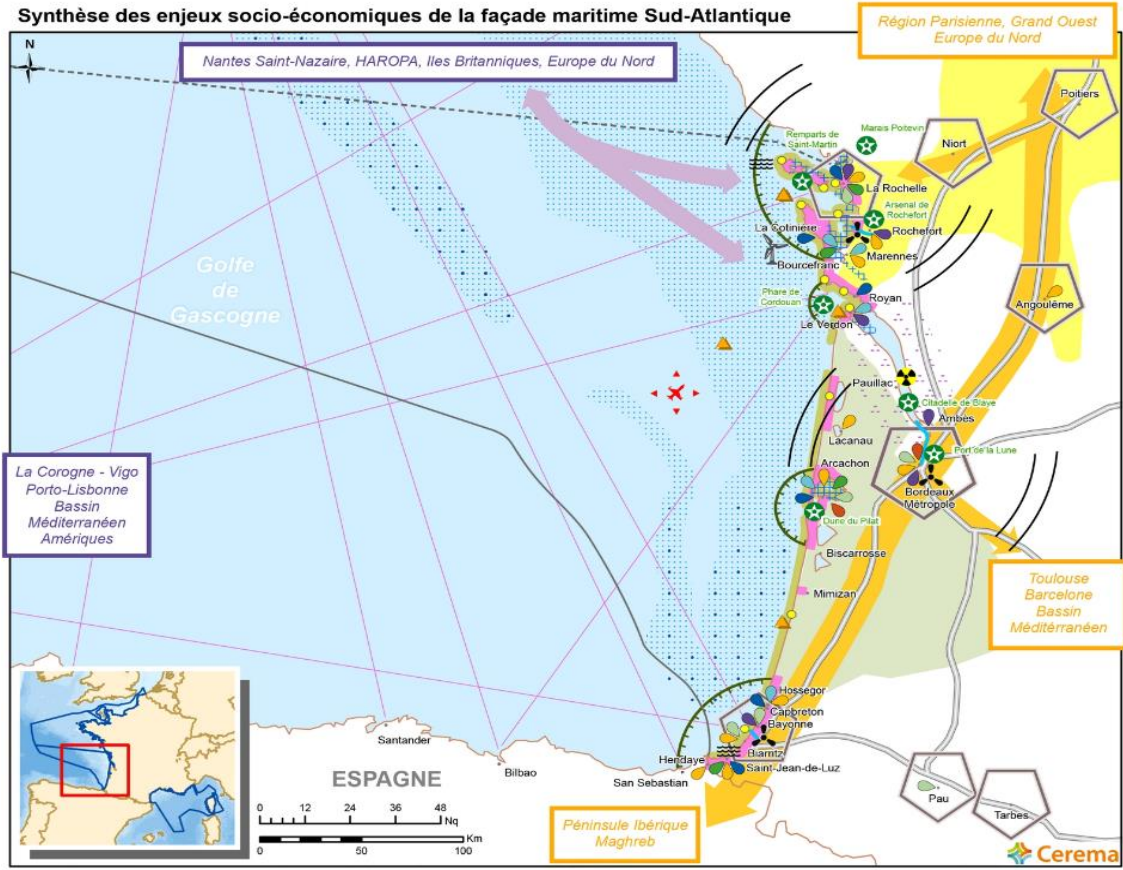 Synthèse des enjeux socio-économiques de la façade maritime Sud-Atlantique
Région Parisienne, Grand Ouest
Europe du Nord
N
Nantes Saint-Nazaire, HAROPA, Iles Britanniques, Europe du Nord
Poitiers
Marais Poitevin
Remparts de
Saint-Martin
Niort
La Rochelle
Arsenal de
Rochefort
La Cotinière
Rochefort
Marennes
Bourcefranc
Golfe
de
Gascogne
Phare de
Cordouan
Royan
Angoulême
Le Verdon
Pauillac
Citadelle de Blaye
Ambès
Lacanau
Port de la Lune
Arcachon
La Corogne - Vigo
Porto-Lisbonne
Bassin
Méditerranéen
Amériques
Bordeaux
Métropole
Dune du Pilat
Biscarrosse
Toulouse
Barcelone
Bassin
Méditérranéen
Mimizan
Hossegor
Capbreton
Bayonne
Santander
Biarritz
Hendaye
Saint-Jean-de-Luz
Bilbao
San Sebastian
ESPAGNE
Pau
Tarbes
0 12 24 36 48
Nq
Km
0 50 100
Péninsule Ibérique
Maghreb
Cerema